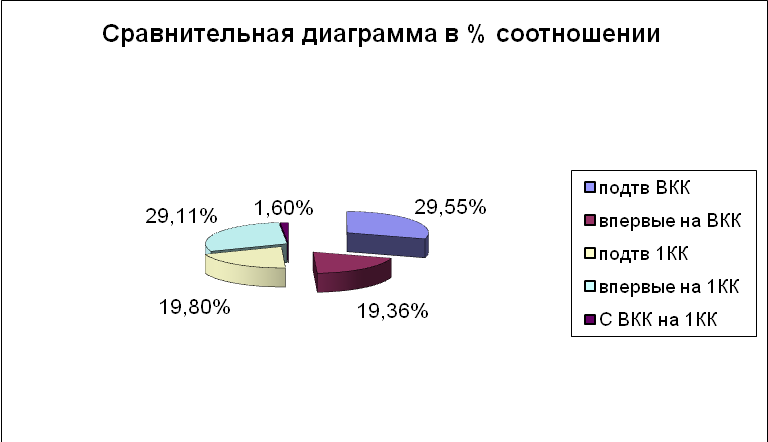 Сравнительная диаграмма в % соотношении
29,11%
1,60%
29,55%
19,80%
19,36%
подтв ВКК
впервые на ВКК
подтв 1КК
впервые на 1КК
С ВКК на 1КК